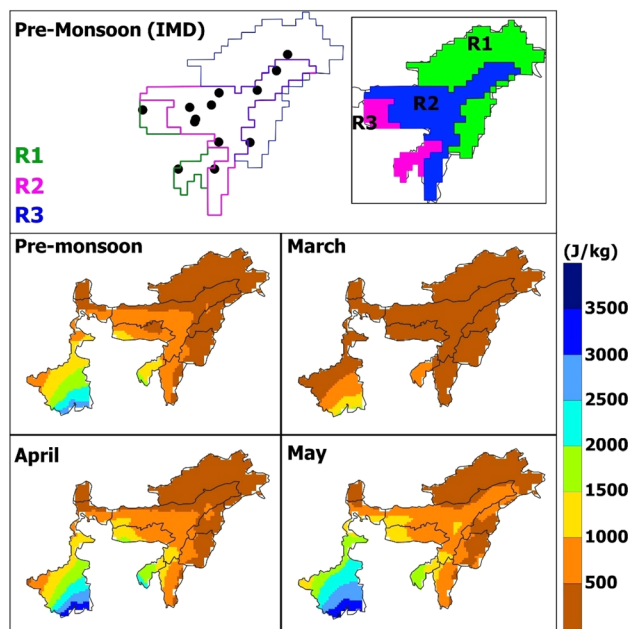 Pre-Monsoon (IMD)
R1
R2
R3
R1
R2
R3
Pre-monsoon
March
(J/kg)
3500
3000
2500
2000
1500
1000
500
April
May